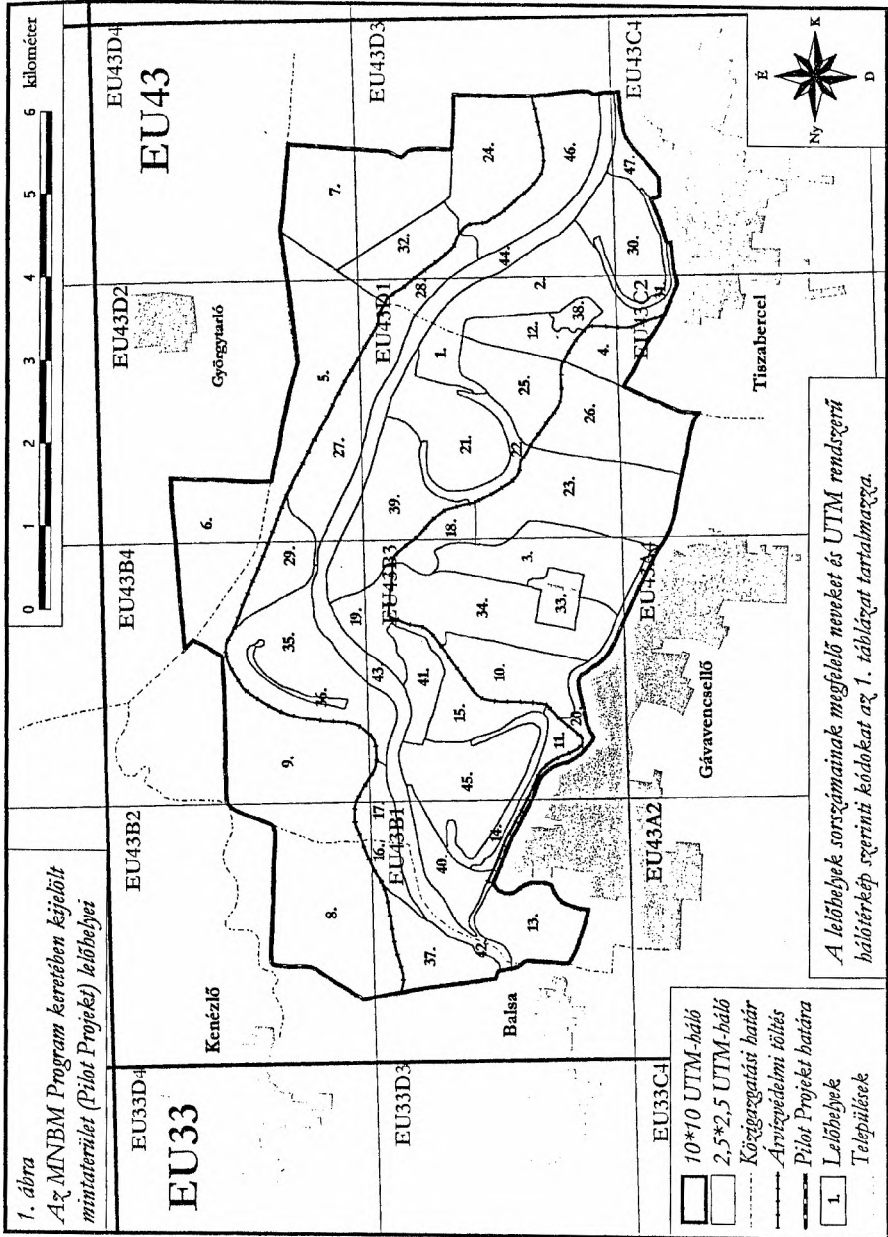 1. ábra
Az MNBM Program keretében kijelölt
mintaterület (Pilot Projekt) lelőhelyei
0 1 2 3 4 5 6 kilométer
EU33D4
EU43B2
EU43B4
EU43D2
EU43D4
EU33
EU43
Kenézlő
Györgytarló
6.
7.
5.
9.
8.
29.
35.
36.
27.
32.
24.
28.
EU33D3
EU43B1
EU43B3
EU43D1
EU43D3
16.
17.
43.
19.
39.
1.
44.
46.
37.
41.
18.
21.
2.
12.
38.
40.
45.
15.
34.
3.
22.
25.
30.
47.
42.
14.
10.
33.
23.
26.
4.
31.
13.
11.
20.
Balsa
Gávavencsellő
Tiszabercel
EU33C4
EU43A2
EU43A4
EU43C2
EU43C4
10*10 UTM-háló
2,5*2,5 UTM-háló
Közigazgatási határ
Árvízvédelmi töltés
Pilot Projekt határa
1. Lelőhelyek
Települések
A lelőhelyek sorszámainak megfelelő neveket és UTM rendszerű
hálótérkép szerinti kódokat az 1. táblázat tartalmazza.
É
Ny
K
D